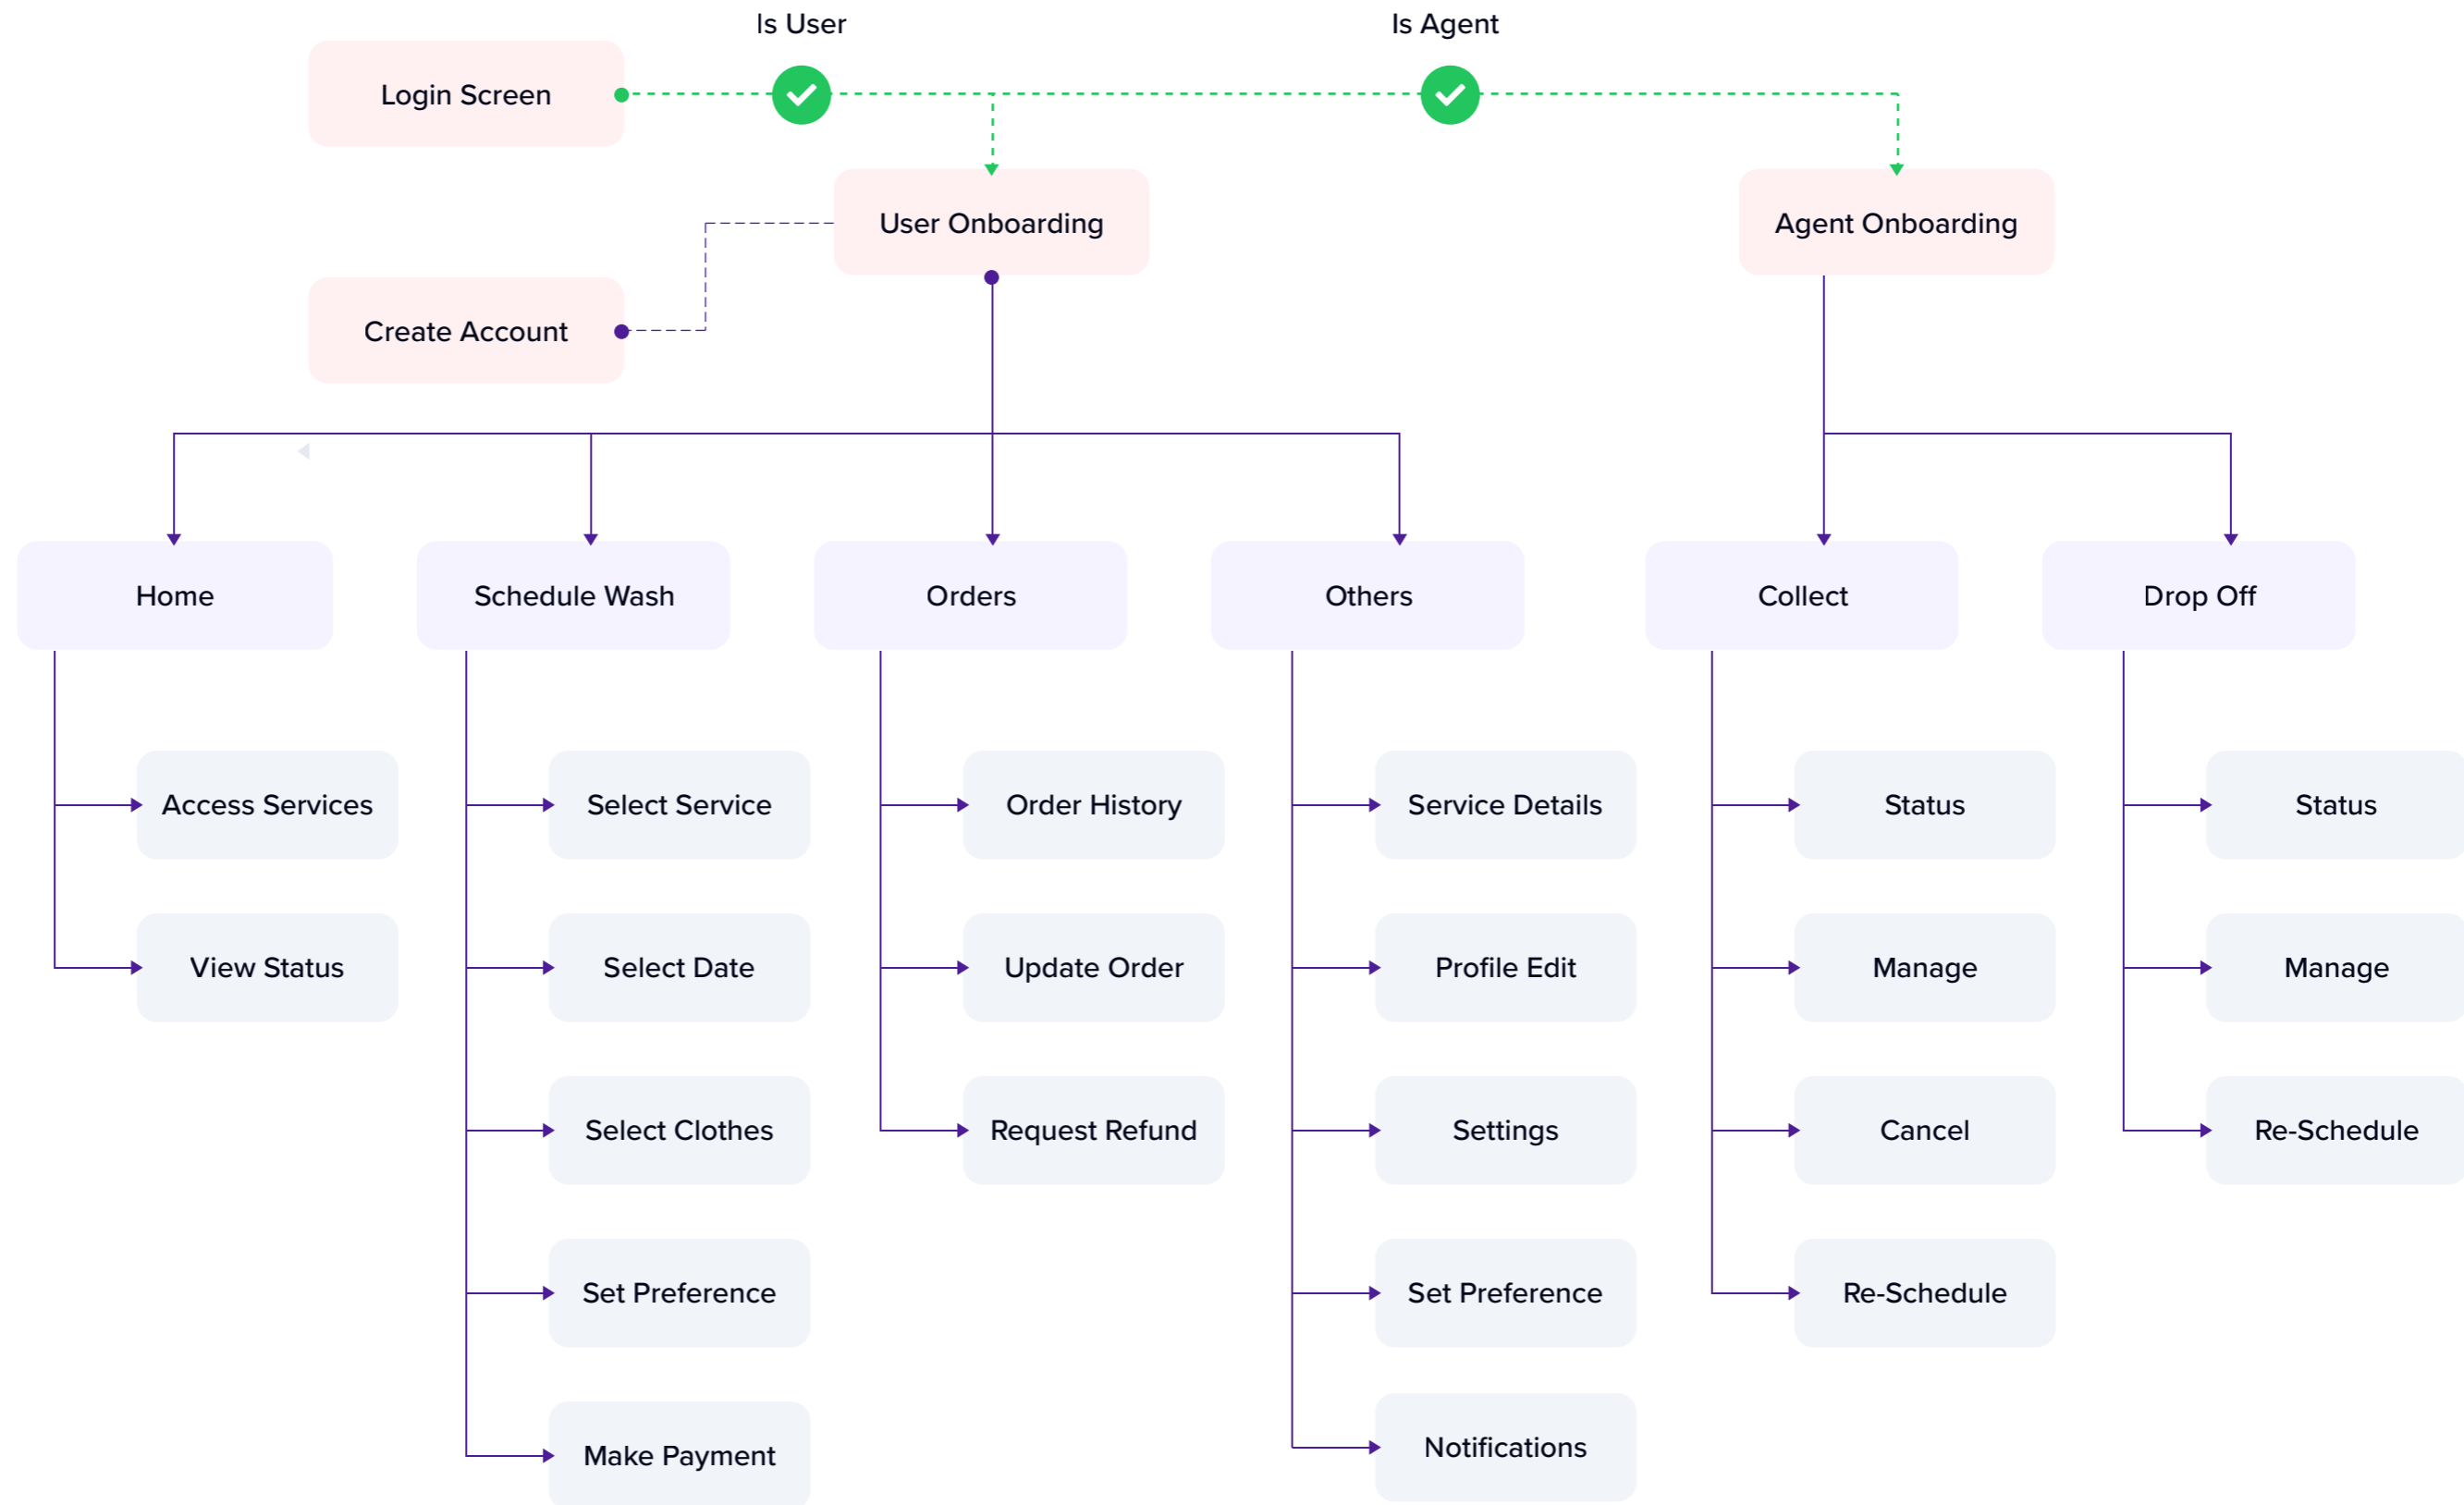 Is User
Is Agent
Login Screen
User Onboarding
Agent Onboarding
Create Account
Home
Schedule Wash
Orders
Others
Collect
Drop Off
Access Services
Select Service
Order History
Service Details
Status
Status
View Status
Select Date
Update Order
Profile Edit
Manage
Manage
Select Clothes
Request Refund
Settings
Cancel
Re-Schedule
Set Preference
Set Preference
Re-Schedule
Make Payment
Notifications